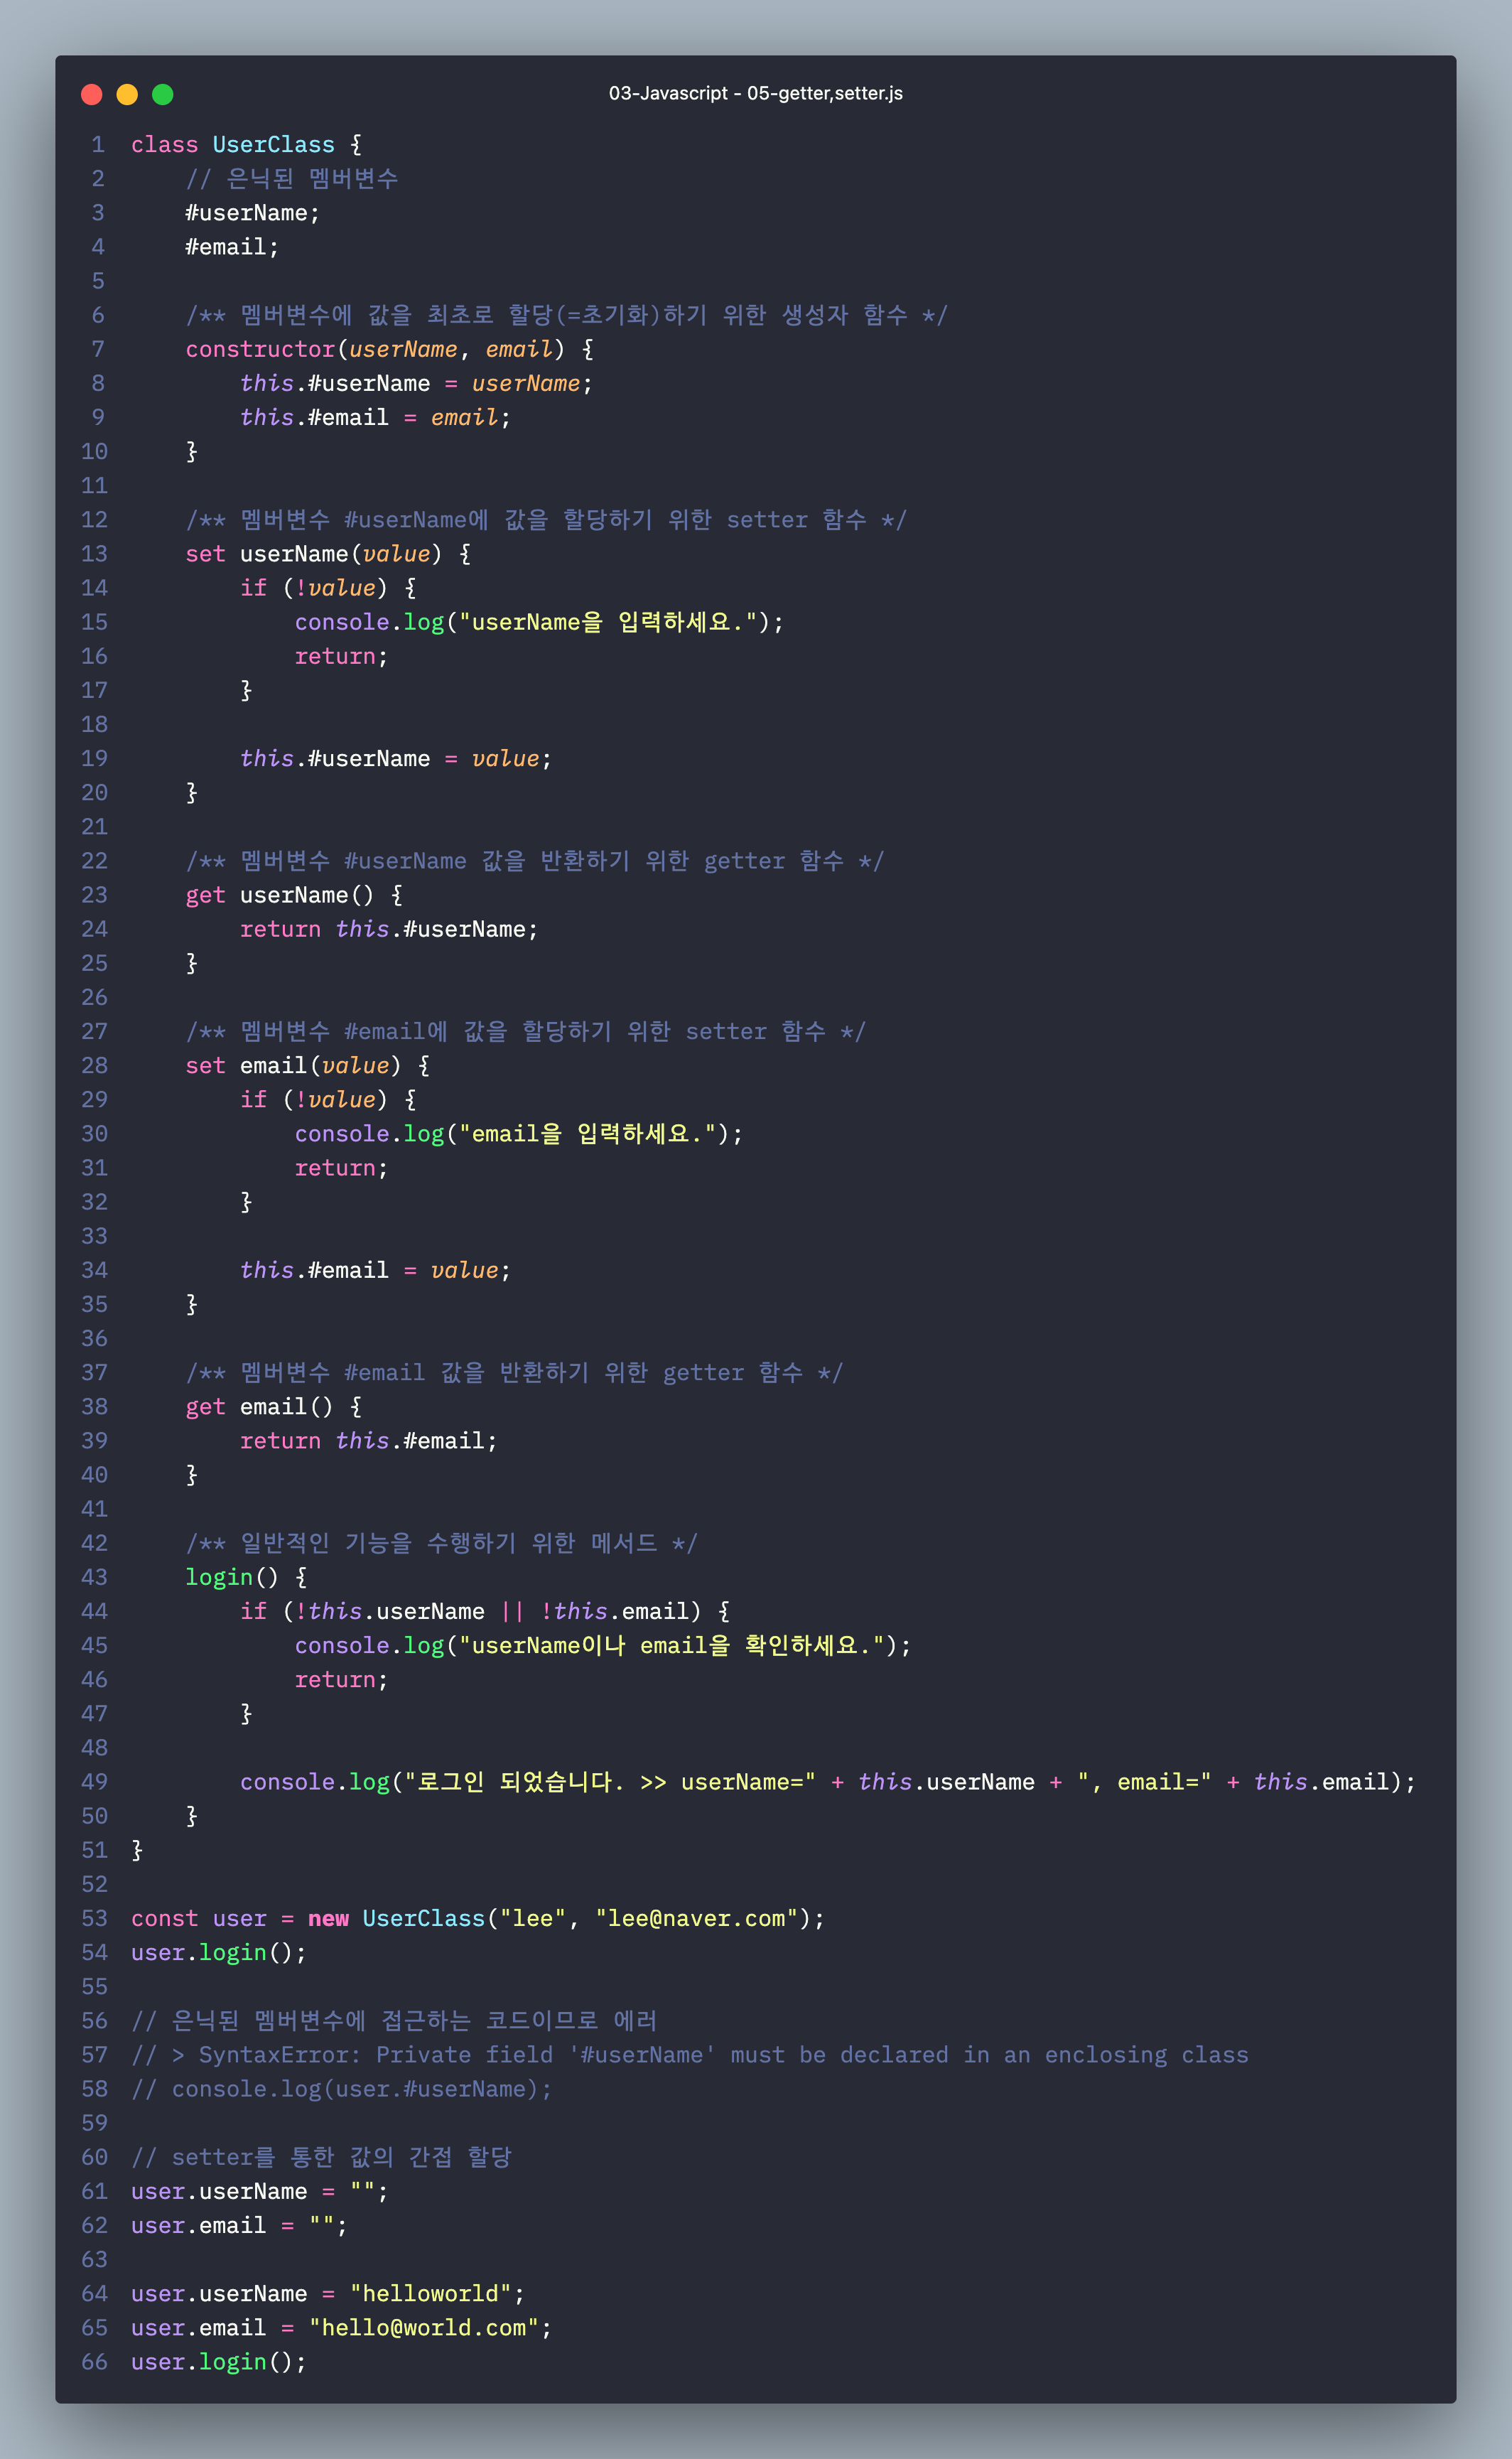 03-Javascript - 05-getter,setter.js
1 class UserClass {
2     // 은닉된 멤버변수
3     #userName;
4     #email;
5
6     /** 멤버변수에 값을 최초로 할당(=초기화)하기 위한 생성자 함수 */
7     constructor(userName, email) {
8         this.#userName = userName;
9         this.#email = email;
10     }
11
12     /** 멤버변수 #userName에 값을 할당하기 위한 setter 함수 */
13     set userName(value) {
14         if (!value) {
15             console.log("userName을 입력하세요.");
16             return;
17         }
18
19         this.#userName = value;
20     }
21
22     /** 멤버변수 #userName 값을 반환하기 위한 getter 함수 */
23     get userName() {
24         return this.#userName;
25     }
26
27     /** 멤버변수 #email에 값을 할당하기 위한 setter 함수 */
28     set email(value) {
29         if (!value) {
30             console.log("email을 입력하세요.");
31             return;
32         }
33
34         this.#email = value;
35     }
36
37     /** 멤버변수 #email 값을 반환하기 위한 getter 함수 */
38     get email() {
39         return this.#email;
40     }
41
42     /** 일반적인 기능을 수행하기 위한 메서드 */
43     login() {
44         if (!this.userName || !this.email) {
45             console.log("userName이나 email을 확인하세요.");
46             return;
47         }
48
49         console.log("로그인 되었습니다. >> userName=" + this.userName + ", email=" + this.email);
50     }
51 }
52
53 const user = new UserClass("lee", "lee@naver.com");
54 user.login();
55
56 // 은닉된 멤버변수에 접근하는 코드이므로 에러
57 // > SyntaxError: Private field '#userName' must be declared in an enclosing class
58 // console.log(user.#userName);
59
60 // setter를 통한 값의 간접 할당
61 user.userName = "";
62 user.email = "";
63
64 user.userName = "helloworld";
65 user.email = "hello@world.com";
66 user.login();